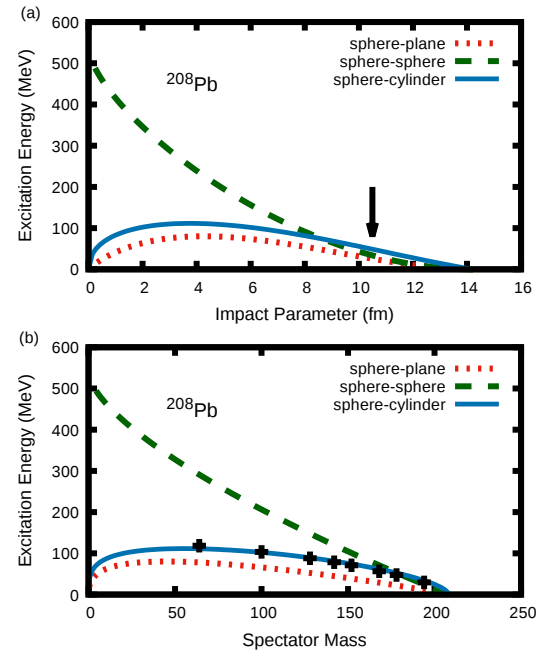 (a)
600
500
400
300
200
100
0
Excitation Energy (MeV)
208Pb
sphere-plane
sphere-sphere
sphere-cylinder
0 2 4 6 8 10 12 14 16
Impact Parameter (fm)
(b)
600
500
400
300
200
100
0
Excitation Energy (MeV)
208Pb
sphere-plane
sphere-sphere
sphere-cylinder
0 50 100 150 200 250
Spectator Mass